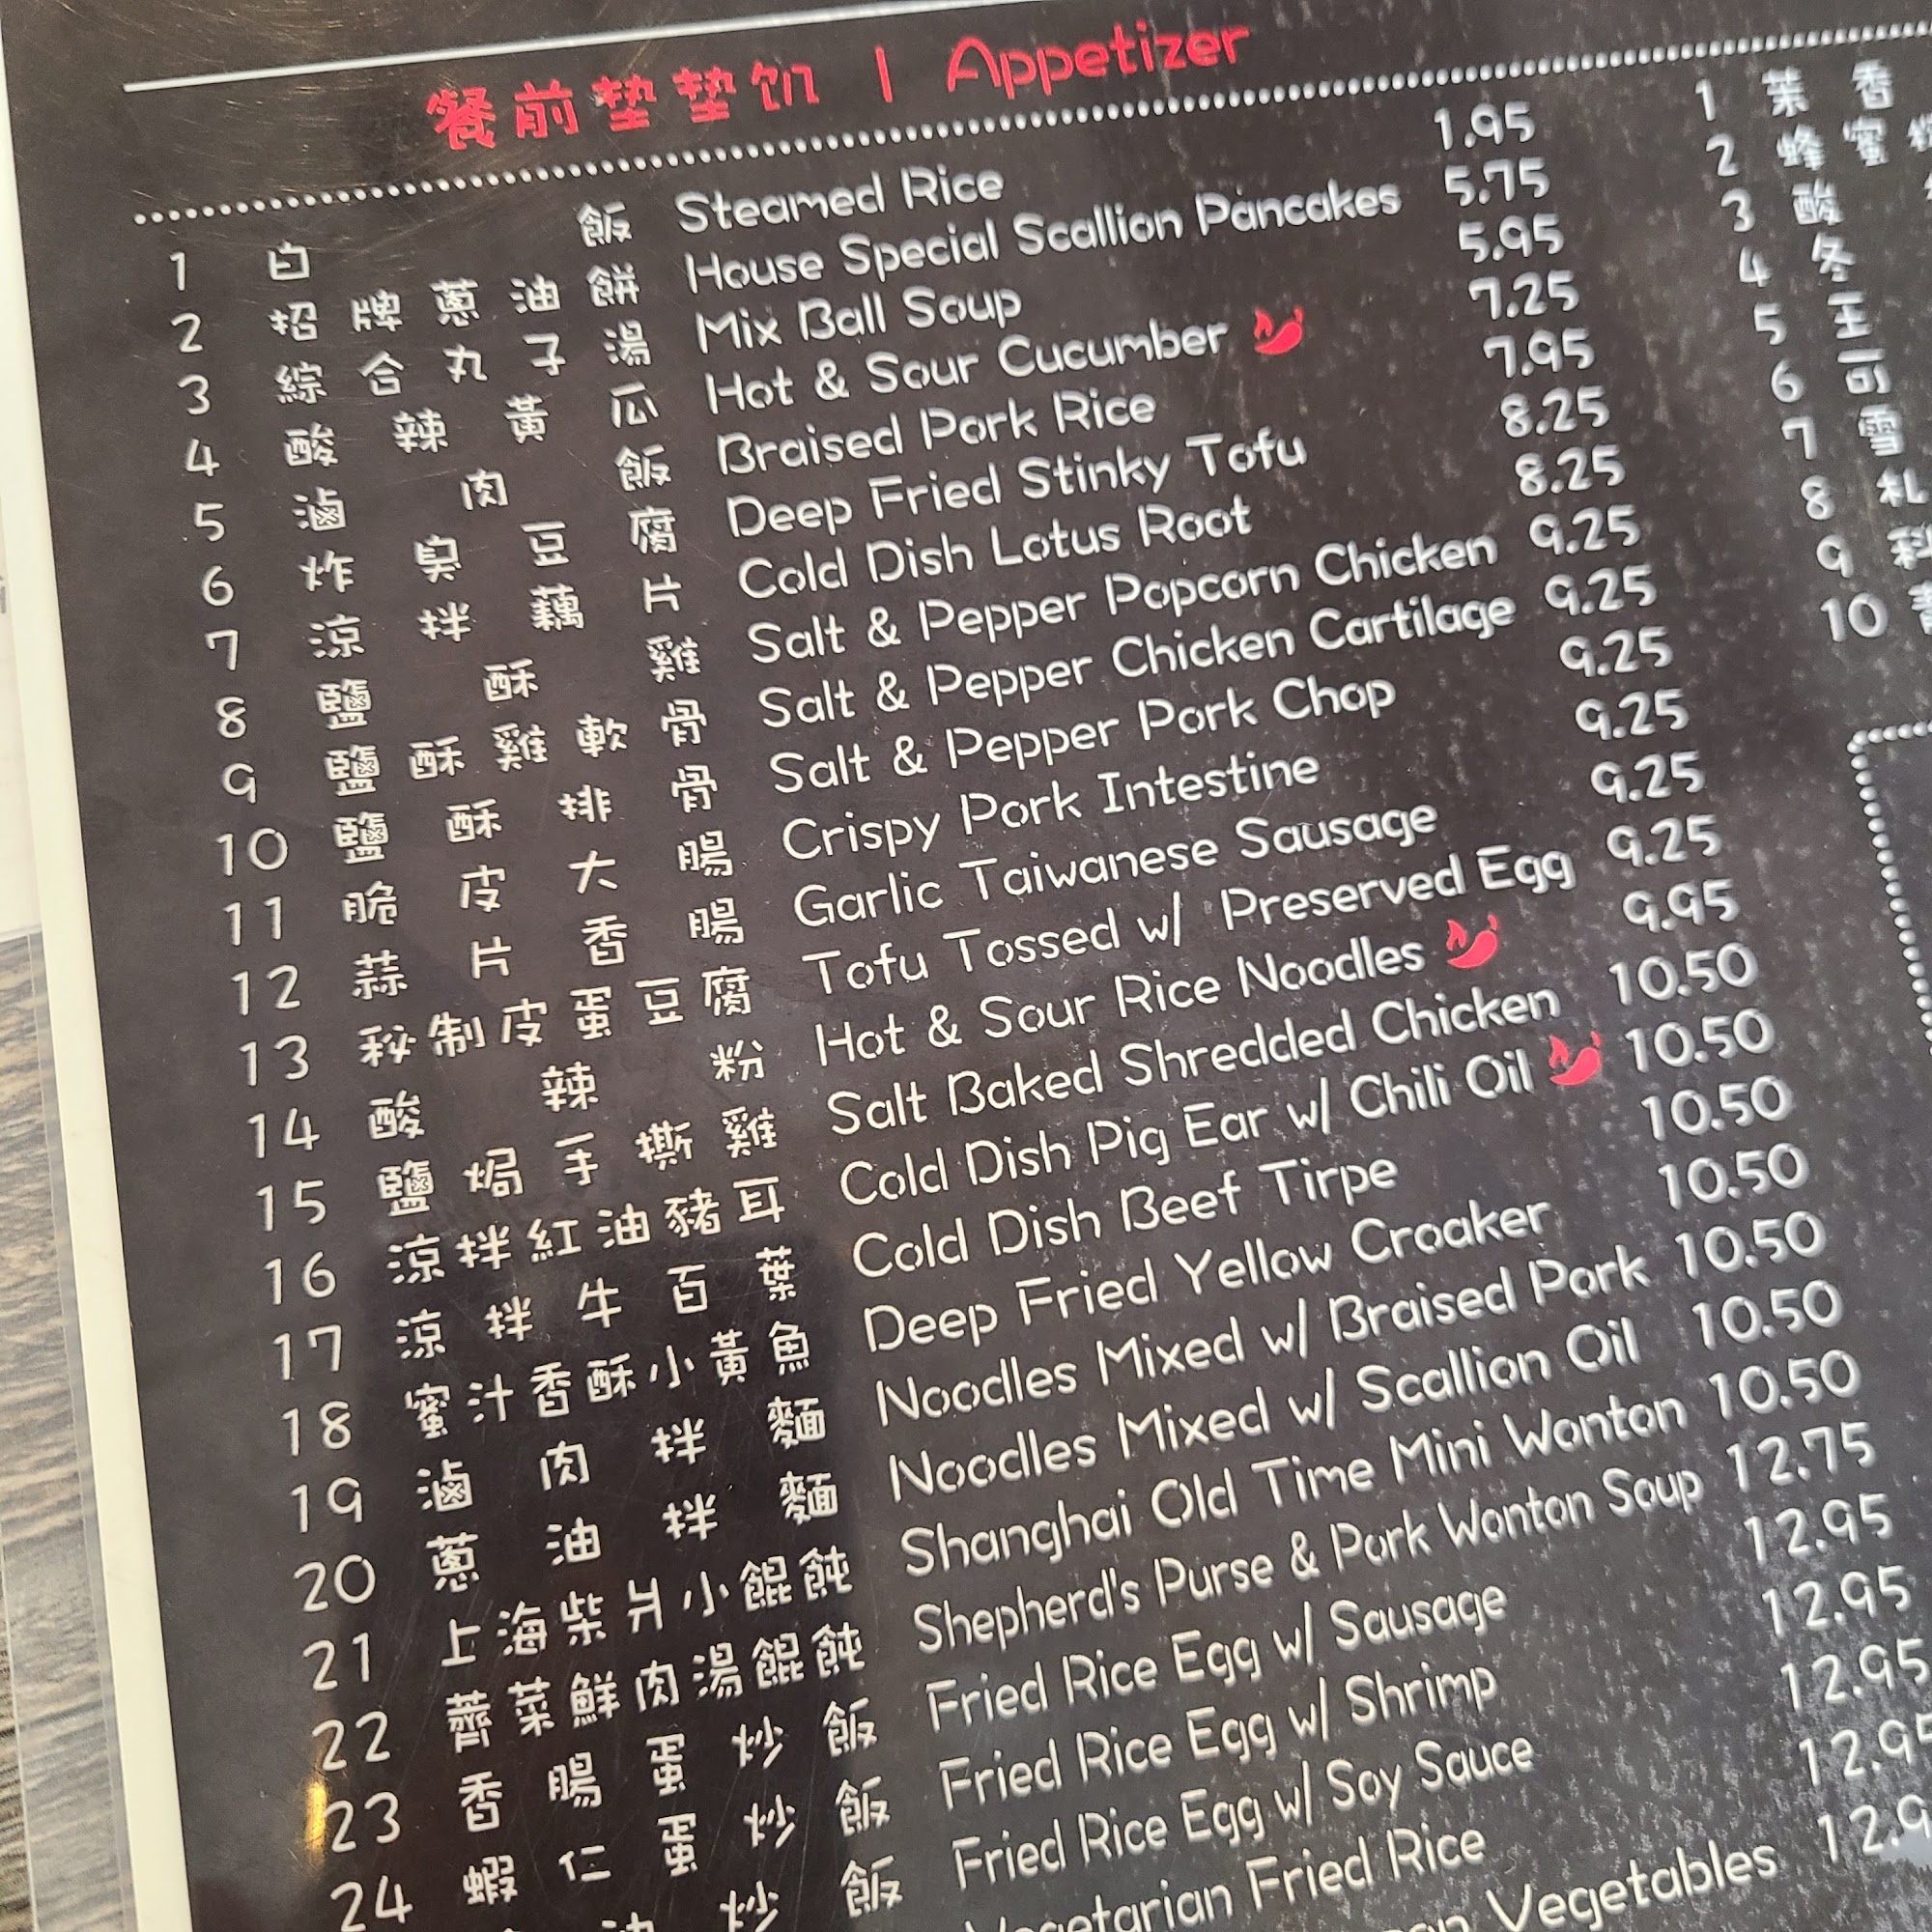 餐前垫垫饥 | Appetizer
1 白飯 Steamed Rice 1.95
2 招牌蔥油餅 House Special Scallion Pancakes 5.75
3 綜合丸子湯 Mix Ball Soup 5.95
4 酸辣黃瓜 Hot & Sour Cucumber 7.25
5 滷肉飯 Braised Pork Rice 7.95
6 炸臭豆腐 Deep Fried Stinky Tofu 8.25
7 涼拌藕片 Cold Dish Lotus Root 8.25
8 鹽酥雞 Salt & Pepper Popcorn Chicken 9.25
9 鹽酥雞軟骨 Salt & Pepper Chicken Cartilage 9.25
10 鹽酥排骨 Salt & Pepper Pork Chop 9.25
11 脆皮大腸 Crispy Pork Intestine 9.25
12 蒜片香腸 Garlic Taiwanese Sausage 9.25
13 秘制皮蛋豆腐 Tofu Tossed w/ Preserved Egg 9.25
14 酸辣粉 Hot & Sour Rice Noodles 9.95
15 鹽焗手撕雞 Salt Baked Shredded Chicken 10.50
16 涼拌紅油豬耳 Cold Dish Pig Ear w/ Chili Oil 10.50
17 涼拌牛百葉 Cold Dish Beef Tirpe 10.50
18 蜜汁香酥小黃魚 Deep Fried Yellow Croaker 10.50
19 滷肉拌麵 Noodles Mixed w/ Braised Pork 10.50
20 蔥油拌麵 Noodles Mixed w/ Scallion Oil 10.50
21 上海柴爿小餛飩 Shanghai Old Time Mini Wonton 10.50
22 薺菜鮮肉湯餛飩 Shepherd's Purse & Pork Wonton Soup 12.75
23 香腸蛋炒飯 Fried Rice Egg w/ Sausage 12.95
24 蝦仁蛋炒飯 Fried Rice Egg w/ Shrimp 12.95
炒飯 Fried Rice Egg w/ Soy Sauce 12.95
Vegetarian Fried Rice 12.95
Vegetables 12.9
1 茉香
2 蜂蜜
3 酸
4 冬
5 王
6 可
7 雪
8 札
9 科
10